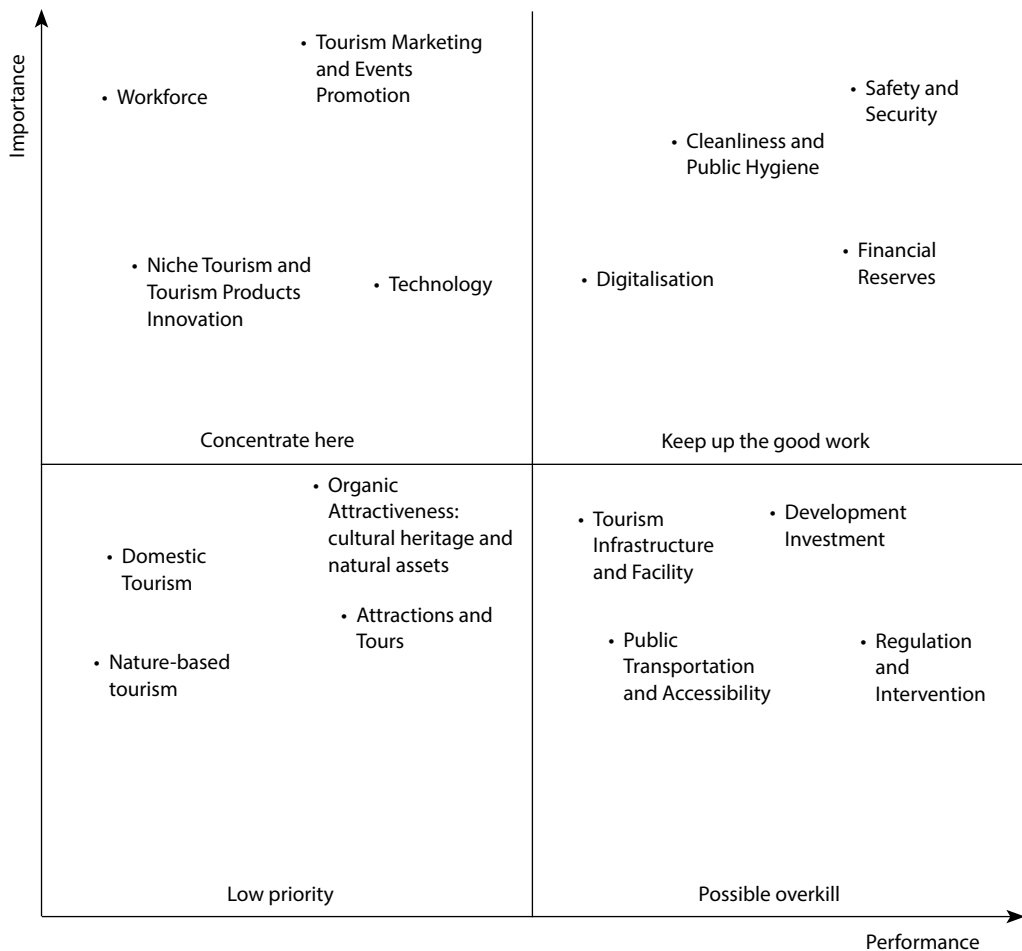 Importance
• Tourism Marketing
and Events
Promotion
• Workforce
• Niche Tourism and
Tourism Products
Innovation
• Technology
Concentrate here
• Safety and
Security
• Cleanliness and
Public Hygiene
• Financial
Reserves
• Digitalisation
Keep up the good work
• Organic
Attractiveness:
cultural heritage and
natural assets
• Domestic
Tourism
• Attractions and
Tours
• Nature-based
tourism
Low priority
• Tourism
Infrastructure
and Facility
• Development
Investment
• Public
Transportation
and Accessibility
• Regulation
and
Intervention
Possible overkill
Performance